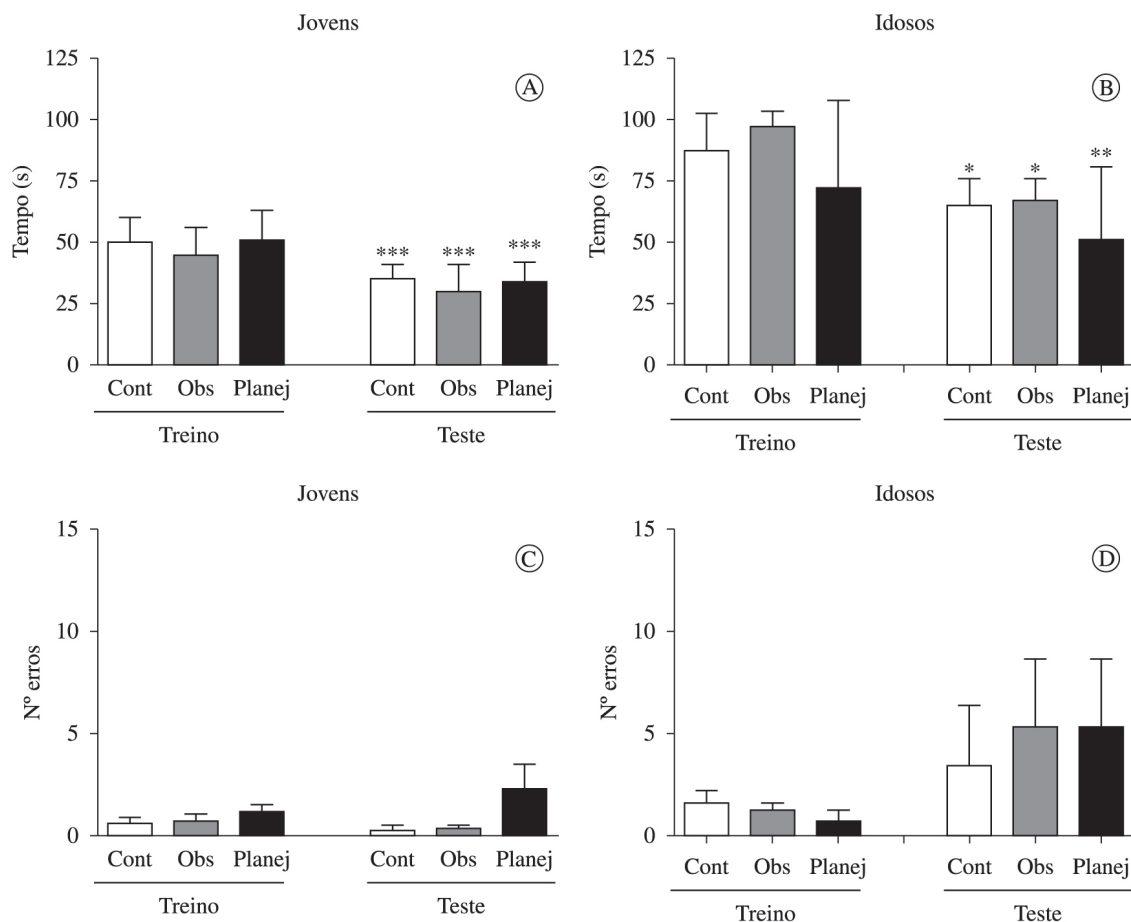 Jovens
Ⓐ
Tempo (s)
125
100
75
50
25
0
*** *** ***
Cont Obs Planej Cont Obs Planej
Treino Teste
Idosos
Ⓑ
Tempo (s)
125
100
75
50
25
0
* * **
Cont Obs Planej Cont Obs Planej
Treino Teste
Jovens
Ⓒ
Nº erros
15
10
5
0
Cont Obs Planej Cont Obs Planej
Treino Teste
Idosos
Ⓓ
Nº erros
15
10
5
0
Cont Obs Planej Cont Obs Planej
Treino Teste